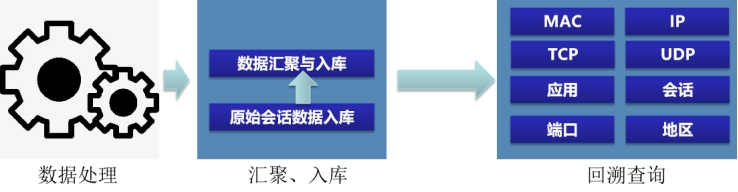 数据汇聚与入库
原始会话数据入库
MAC
IP
TCP
UDP
应用
会话
端口
地区
数据处理
汇聚、入库
回溯查询